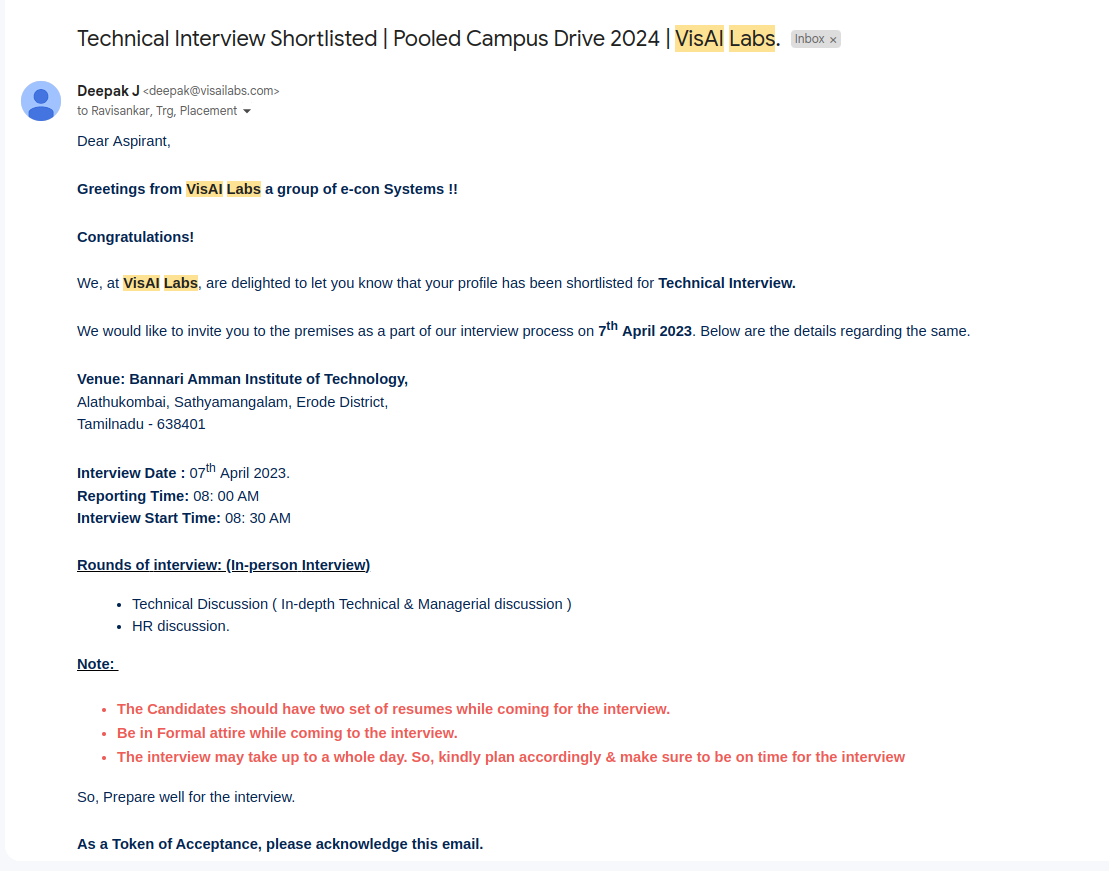 Technical Interview Shortlisted | Pooled Campus Drive 2024 | VisAI Labs. Inbox ×
Deepak J <deepak@visailabs.com>
to Ravisankar, Trg, Placement
Dear Aspirant,
Greetings from VisAI Labs a group of e-con Systems !!
Congratulations!
We, at VisAI Labs, are delighted to let you know that your profile has been shortlisted for Technical Interview.
We would like to invite you to the premises as a part of our interview process on 7th April 2023. Below are the details regarding the same.
Venue: Bannari Amman Institute of Technology,
Alathukombai, Sathyamangalam, Erode District,
Tamilnadu - 638401
Interview Date : 07th April 2023.
Reporting Time: 08: 00 AM
Interview Start Time: 08: 30 AM
Rounds of interview: (In-person Interview)
• Technical Discussion ( In-depth Technical & Managerial discussion )
• HR discussion.
Note:
• The Candidates should have two set of resumes while coming for the interview.
• Be in Formal attire while coming to the interview.
• The interview may take up to a whole day. So, kindly plan accordingly & make sure to be on time for the interview
So, Prepare well for the interview.
As a Token of Acceptance, please acknowledge this email.